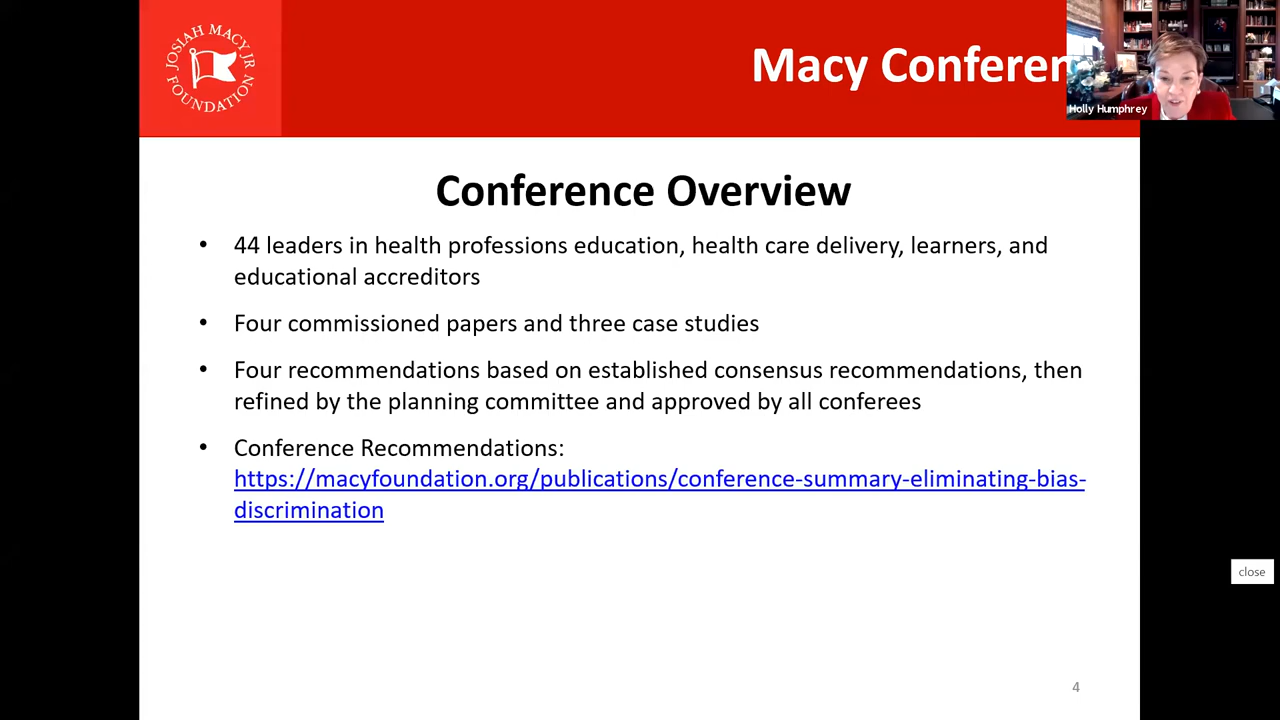 JOSIAH MACY JR
FOUNDATION
Macy Conferen
Holly Humphrey
Conference Overview
• 44 leaders in health professions education, health care delivery, learners, and
educational accreditors
• Four commissioned papers and three case studies
• Four recommendations based on established consensus recommendations, then
refined by the planning committee and approved by all conferees
• Conference Recommendations:
https://macyfoundation.org/publications/conference-summary-eliminating-bias-
discrimination
close
4